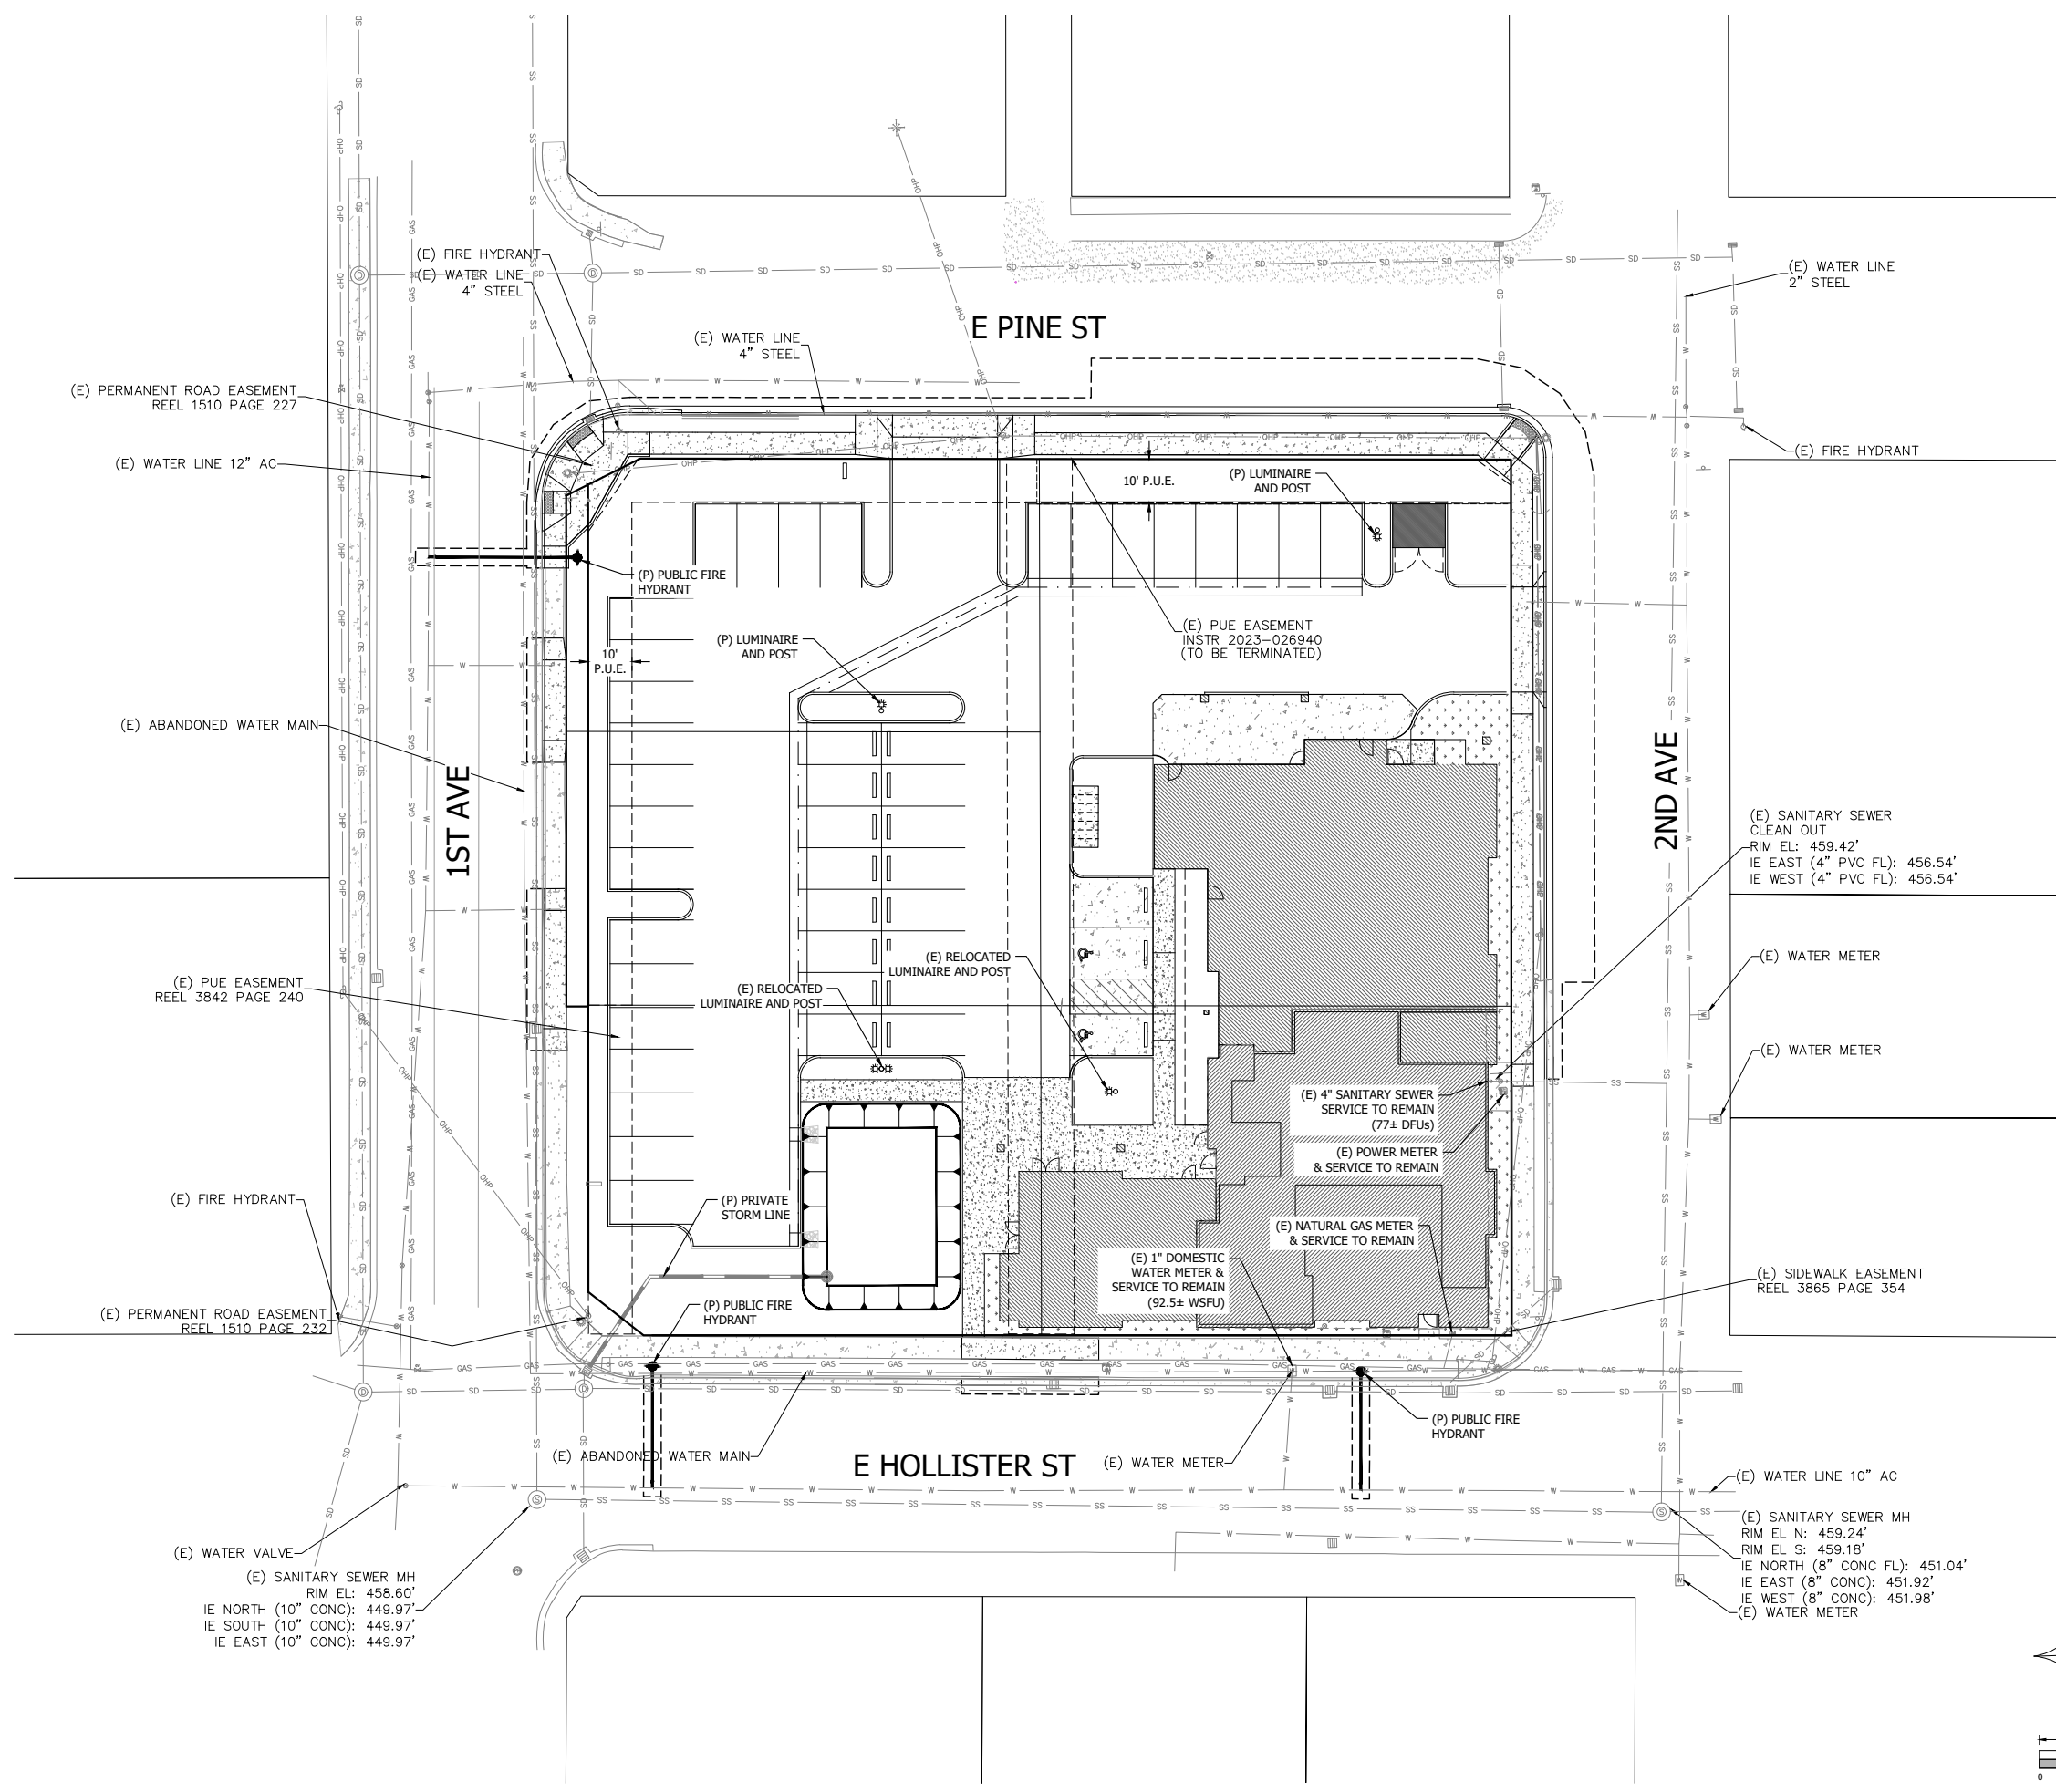 (E) FIRE HYDRANT
(E) WATER LINE
4" STEEL
(E) WATER LINE
2" STEEL
E PINE ST
(E) WATER LINE
4" STEEL
(E) PERMANENT ROAD EASEMENT
REEL 1510 PAGE 227
(E) WATER LINE 12" AC
(E) FIRE HYDRANT
10' P.U.E.
(P) LUMINAIRE
AND POST
(P) PUBLIC FIRE
HYDRANT
(P) LUMINAIRE
AND POST
10'
P.U.E.
(E) PUE EASEMENT
INSTR 2023-026940
(TO BE TERMINATED)
(E) ABANDONED WATER MAIN
1ST AVE
2ND AVE
(E) SANITARY SEWER
CLEAN OUT
RIM EL: 459.42'
IE EAST (4" PVC FL): 456.54'
IE WEST (4" PVC FL): 456.54'
(E) RELOCATED
LUMINAIRE AND POST
(E) WATER METER
(E) PUE EASEMENT
REEL 3842 PAGE 240
(E) RELOCATED
LUMINAIRE AND POST
(E) WATER METER
(E) 4" SANITARY SEWER
SERVICE TO REMAIN
(77± DFUs)
(E) POWER METER
& SERVICE TO REMAIN
(E) FIRE HYDRANT
(P) PRIVATE
STORM LINE
(E) NATURAL GAS METER
& SERVICE TO REMAIN
(E) 1" DOMESTIC
WATER METER &
SERVICE TO REMAIN
(92.5± WSFU)
(E) SIDEWALK EASEMENT
REEL 3865 PAGE 354
(E) PERMANENT ROAD EASEMENT
REEL 1510 PAGE 232
(P) PUBLIC FIRE
HYDRANT
(P) PUBLIC FIRE
HYDRANT
(E) ABANDONED WATER MAIN
E HOLLISTER ST
(E) WATER METER
(E) WATER LINE 10" AC
(E) WATER VALVE
(E) SANITARY SEWER MH
RIM EL: 458.60'
IE NORTH (10" CONC): 449.97'
IE SOUTH (10" CONC): 449.97'
IE EAST (10" CONC): 449.97'
(E) SANITARY SEWER MH
RIM EL N: 459.24'
RIM EL S: 459.18'
IE NORTH (8" CONC FL): 451.04'
IE EAST (8" CONC): 451.92'
IE WEST (8" CONC): 451.98'
(E) WATER METER
0